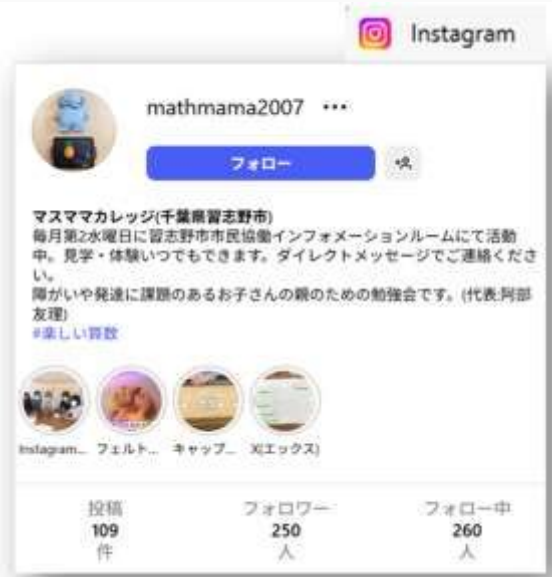 Instagram
mathmama2007 •••
フォロー
マスママカレッジ(千葉県習志野市)
毎月第2水曜日に習志野市市民協働インフォメーションルームにて活動
中。見学・体験いつでもできます。ダイレクトメッセージでご連絡くださ
い。
障がいや発達に課題のあるお子さんの親のための勉強会です。(代表:阿部
友理)
#楽しい算数
Instagram... フェルト... キャップ... X(エックス)
投稿 フォロワー フォロー中
109 250 260
件 人 人